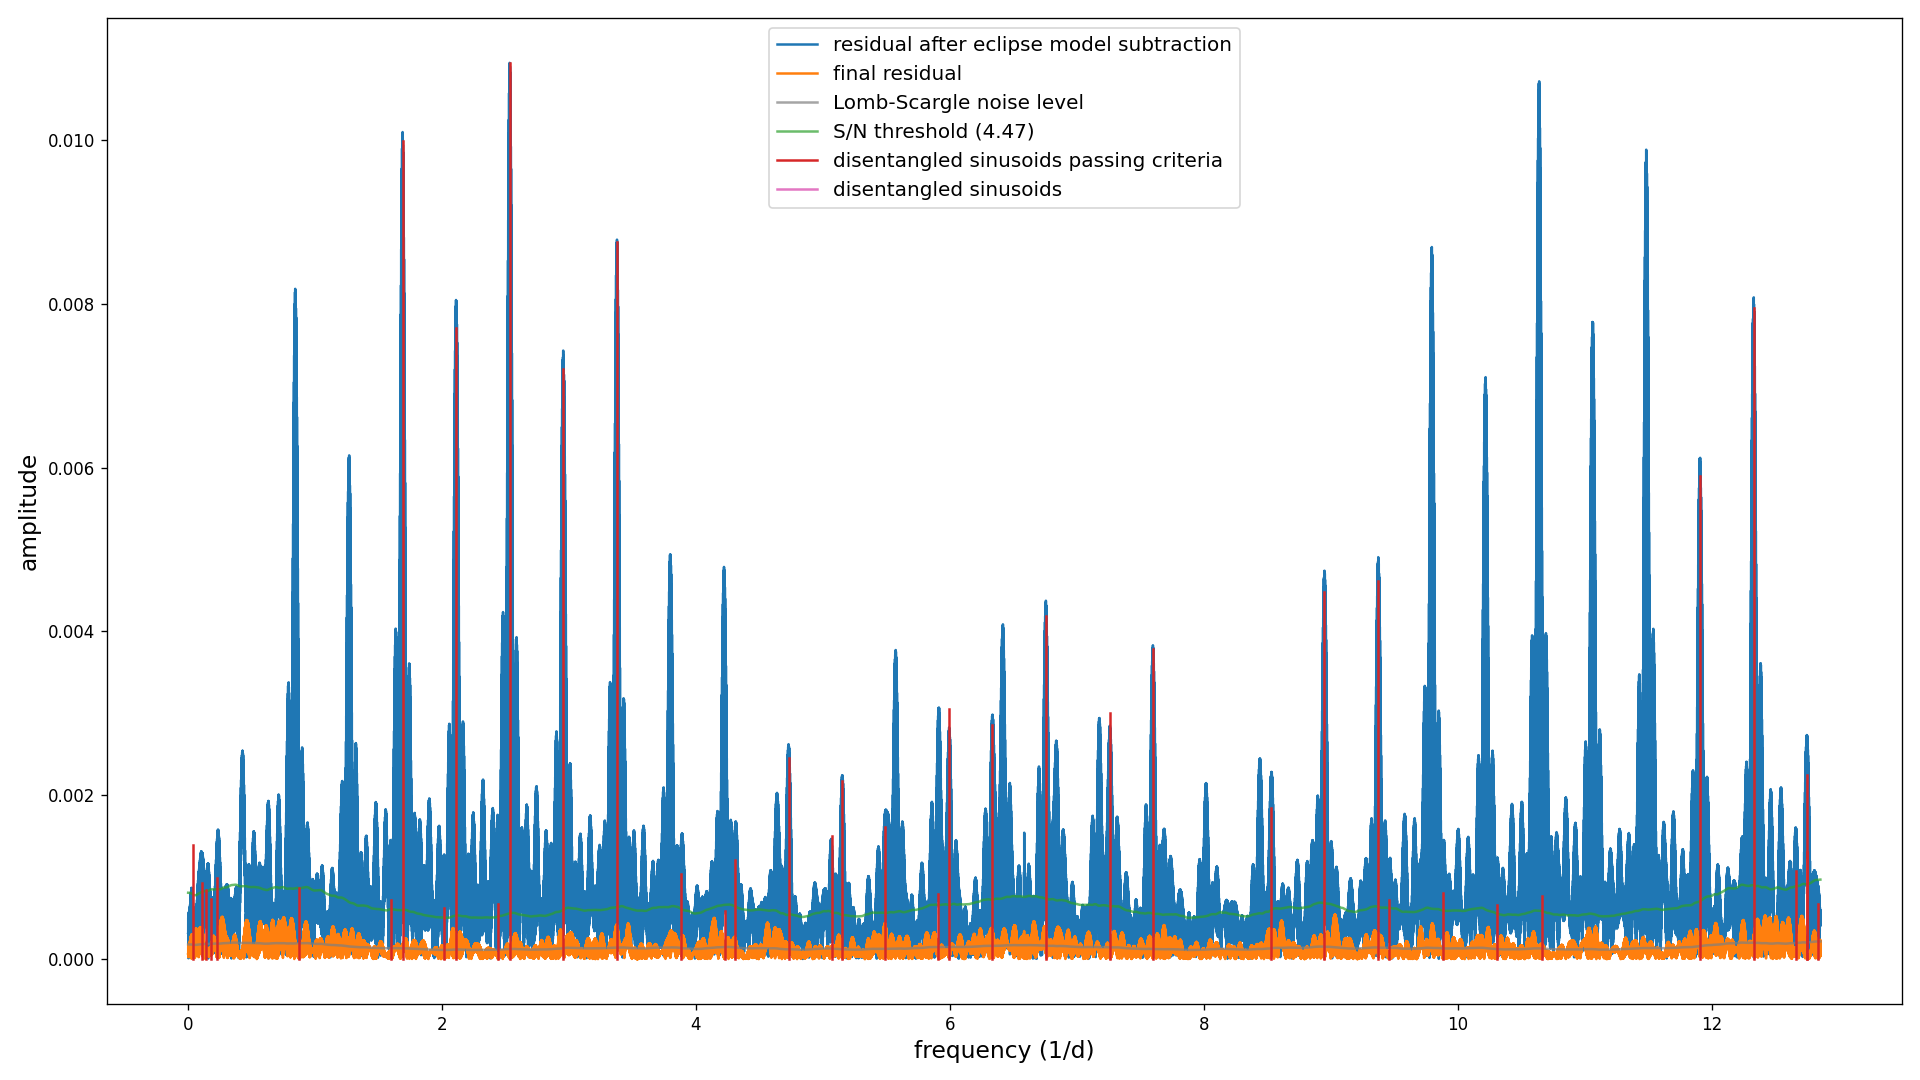 residual after eclipse model subtraction
final residual
Lomb-Scargle noise level
S/N threshold (4.47)
disentangled sinusoids passing criteria
disentangled sinusoids
amplitude
0.010
0.008
0.006
0.004
0.002
0.000
0 2 4 6 8 10 12
frequency (1/d)